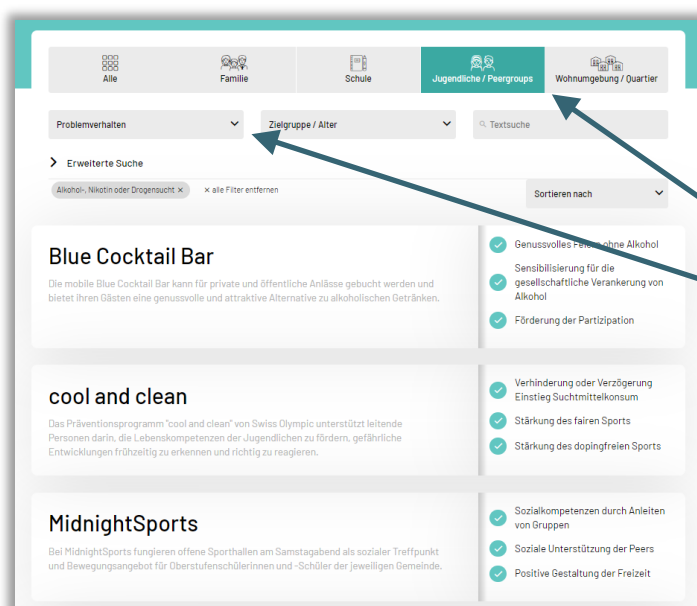 Alle
Familie
Schule
Jugendliche / Peergroups
Wohnumgebung / Quartier
Problemverhalten
Zielgruppe / Alter
Textsuche
Erweiterte Suche
Alkohol-, Nikotin oder Drogensucht ×
× alle Filter entfernen
Sortieren nach
Blue Cocktail Bar
Die mobile Blue Cocktail Bar kann für private und öffentliche Anlässe gebucht werden und
bietet ihren Gästen eine genussvolle und attraktive Alternative zu alkoholischen Getränken.
Genussvolles Feiern ohne Alkohol
Sensibilisierung für die
gesellschaftliche Verankerung von
Alkohol
Förderung der Partizipation
cool and clean
Das Präventionsprogramm "cool and clean" von Swiss Olympic unterstützt leitende
Personen darin, die Lebenskompetenzen der Jugendlichen zu fördern, gefährliche
Entwicklungen frühzeitig zu erkennen und richtig zu reagieren.
Verhinderung oder Verzögerung
Einstieg Suchtmittelkonsum
Stärkung des fairen Sports
Stärkung des dopingfreien Sports
MidnightSports
Bei MidnightSports fungieren offene Sporthallen am Samstagabend als sozialer Treffpunkt
und Bewegungsangebot für Oberstufenschülerinnen und -Schüler der jeweiligen Gemeinde.
Sozialkompetenzen durch Anleiten
von Gruppen
Soziale Unterstützung der Peers
Positive Gestaltung der Freizeit